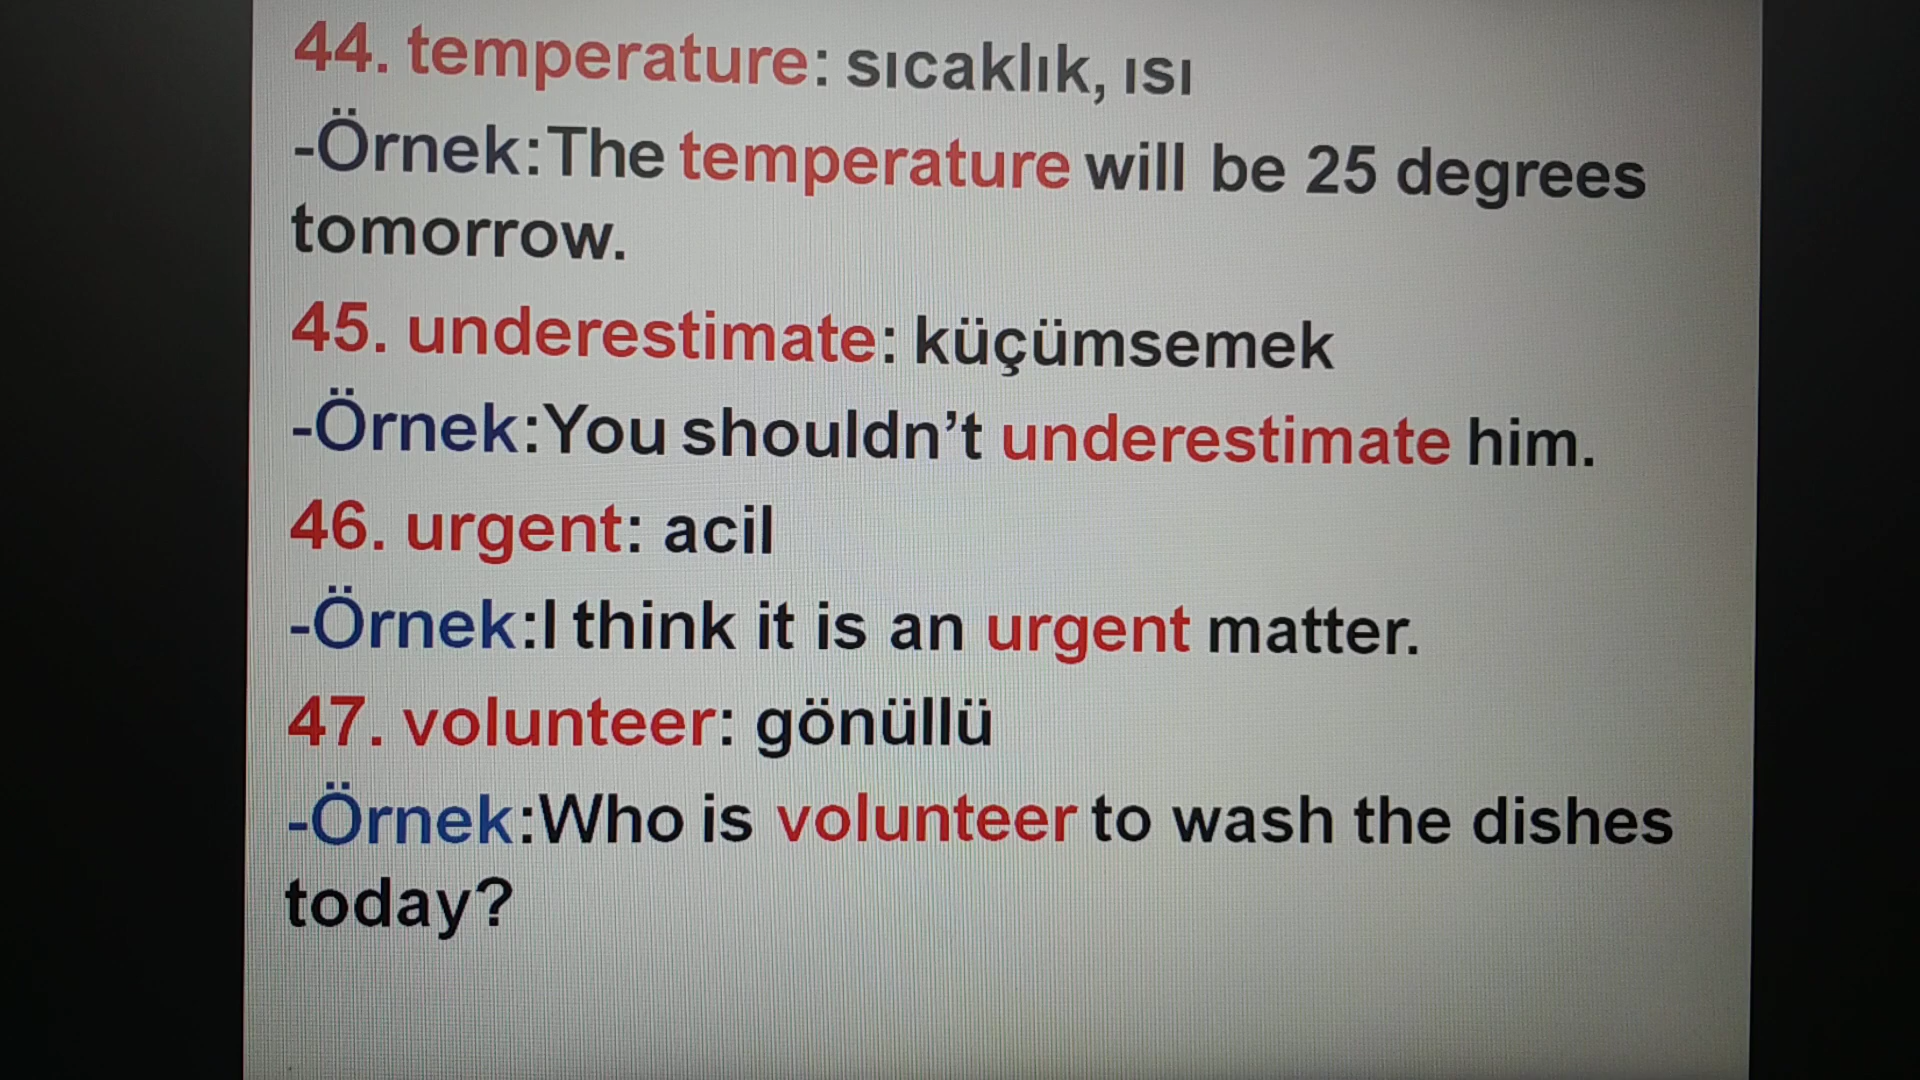 44. temperature: sıcaklık, ısı
-Örnek:The temperature will be 25 degrees
tomorrow.
45. underestimate: küçümsemek
-Örnek:You shouldn’t underestimate him.
46. urgent: acil
-Örnek:I think it is an urgent matter.
47. volunteer: gönüllü
-Örnek:Who is volunteer to wash the dishes
today?